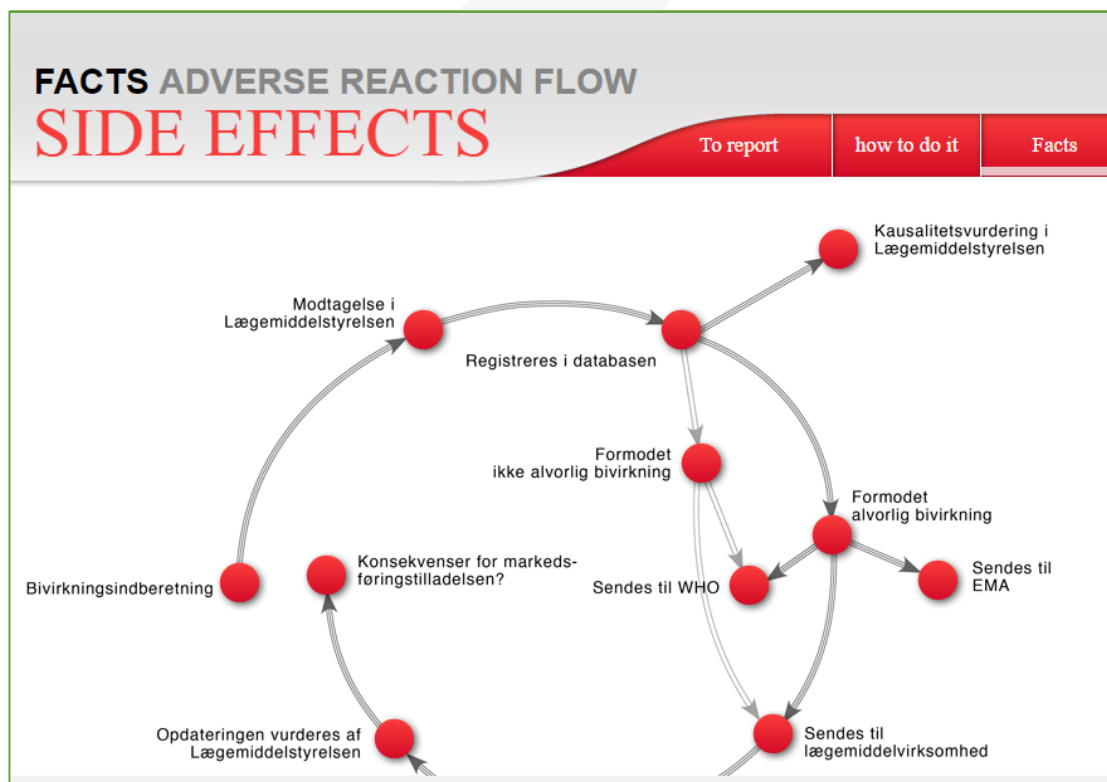 FACTS ADVERSE REACTION FLOW
SIDE EFFECTS
To report
how to do it
Facts
Kausalitetsvurdering i
Lægemiddelstyrelsen
Modtagelse i
Lægemiddelstyrelsen
Registreres i databasen
Formodet
ikke alvorlig bivirkning
Formodet
alvorlig bivirkning
Bivirkningsindberetning
Konsekvenser for markeds-
føringstilladelsen?
Sendes til WHO
Sendes til
EMA
Opdateringen vurderes af
Lægemiddelstyrelsen
Sendes til
lægemiddelvirksomhed